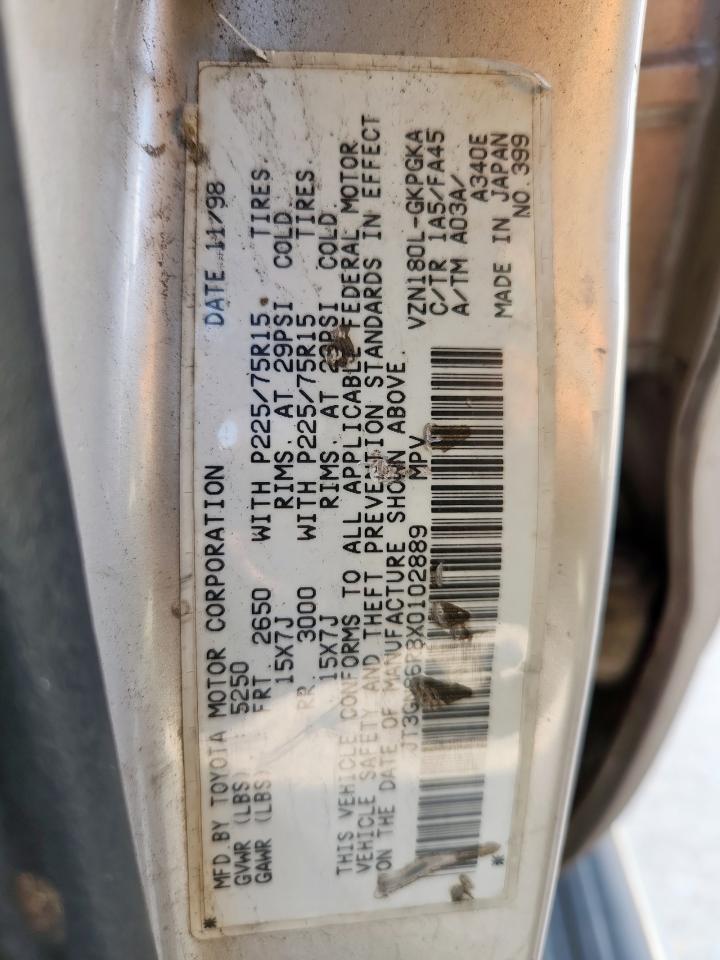 MFD. BY TOYOTA MOTOR CORPORATION DATE 11/98
GVWR (LBS) 5250
GAWR (LBS) FRT. 2650 WITH P225/75R15 TIRES.
15X7J RIMS. AT 29PSI COLD.
RR. 3000 WITH P225/75R15 TIRES.
15X7J RIMS. AT COLD
THIS VEHICLE CONFORMS TO ALL APPLICABLE FEDERAL MOTOR
VEHICLE SAFETY AND THEFT PREVENTION STANDARDS IN EFFECT
ON THE DATE OF MANUFACTURE SHOWN ABOVE.
MPV
VZN180L-GKPGKA
C/TR 1A5/FA45
A/TM A03A/
A340E
MADE IN JAPAN
NO. 399